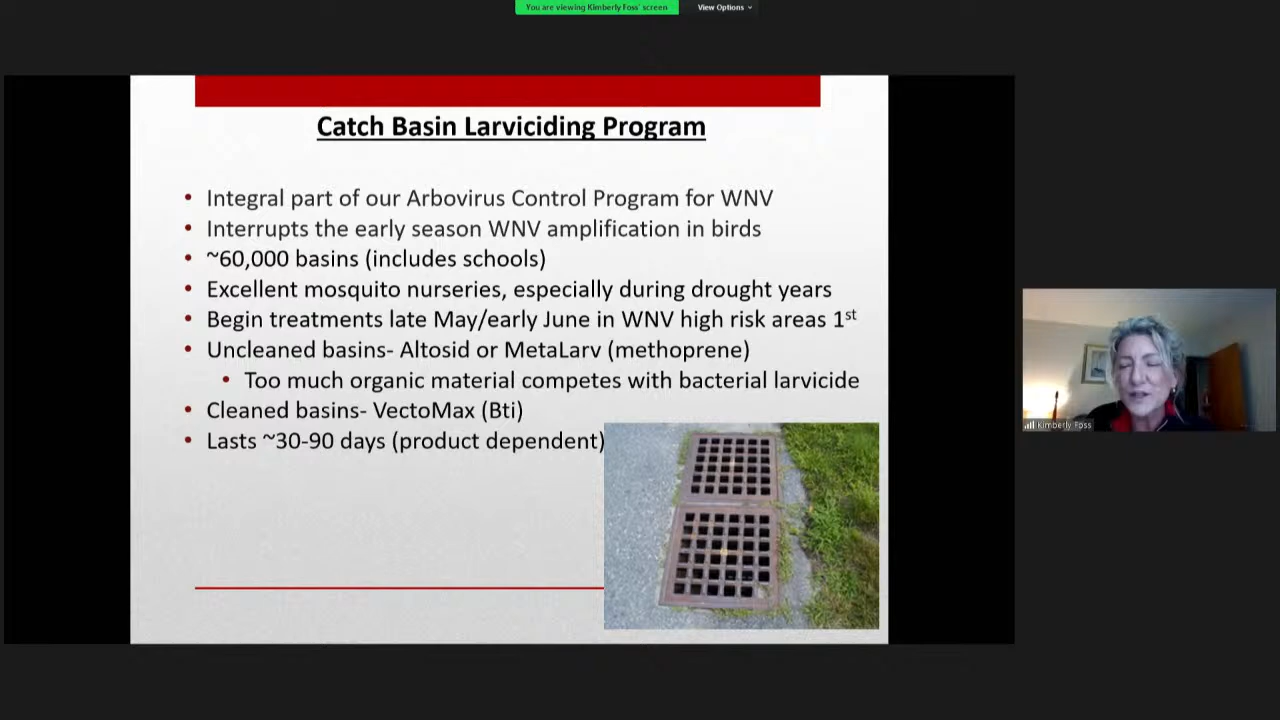 You are viewing Kimberly Foss' screen
View Options
Catch Basin Larviciding Program
• Integral part of our Arbovirus Control Program for WNV
• Interrupts the early season WNV amplification in birds
• ~60,000 basins (includes schools)
• Excellent mosquito nurseries, especially during drought years
• Begin treatments late May/early June in WNV high risk areas 1st
• Uncleaned basins- Altosid or MetaLarv (methoprene)
• Too much organic material competes with bacterial larvicide
• Cleaned basins- VectoMax (Bti)
• Lasts ~30-90 days (product dependent)
Kimberly Foss